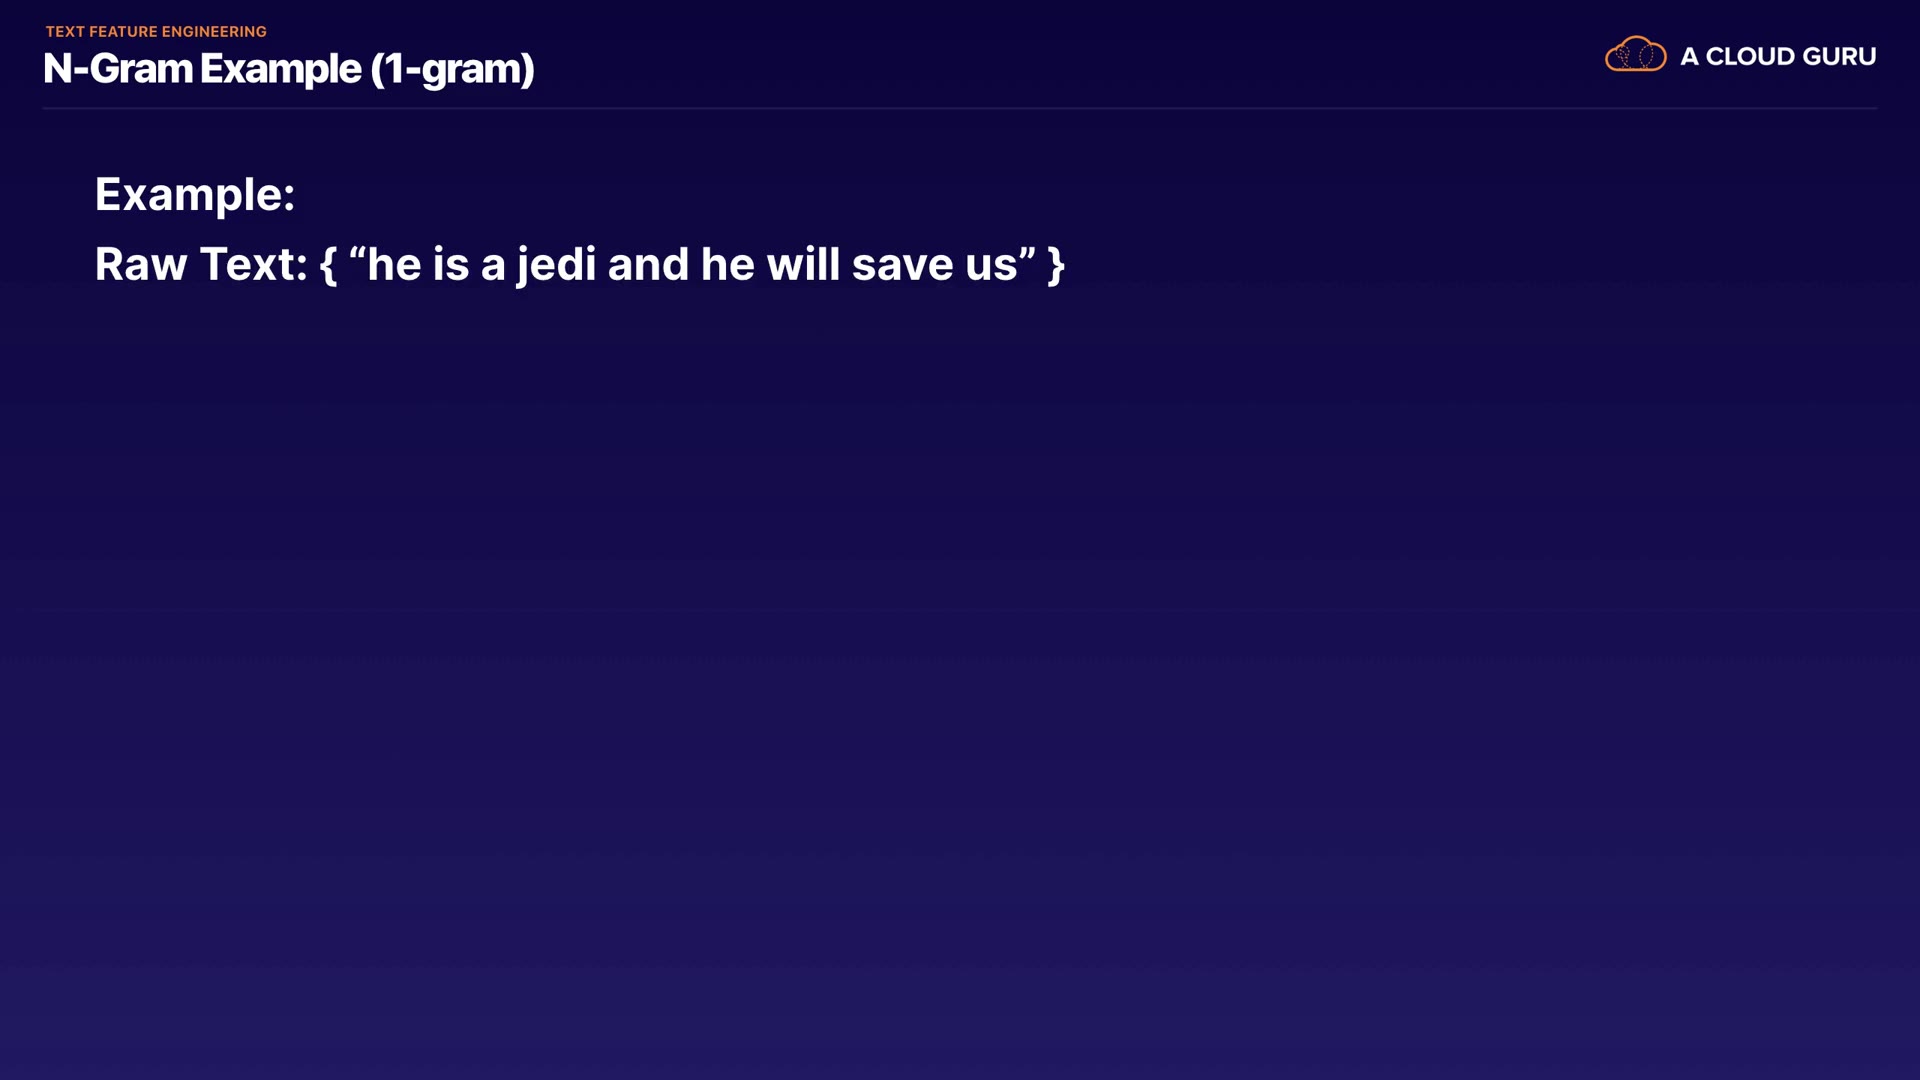 TEXT FEATURE ENGINEERING
N-Gram Example (1-gram)
A CLOUD GURU
Example:
Raw Text: { “he is a jedi and he will save us” }